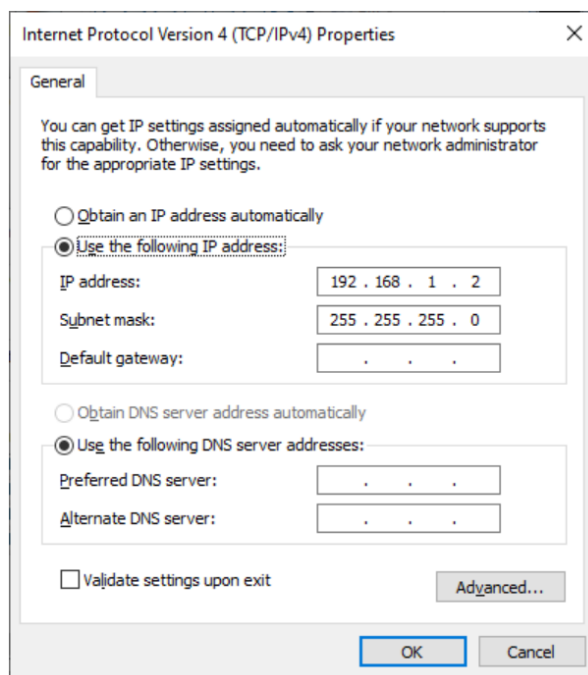 Internet Protocol Version 4 (TCP/IPv4) Properties
General
You can get IP settings assigned automatically if your network supports
this capability. Otherwise, you need to ask your network administrator
for the appropriate IP settings.
Obtain an IP address automatically
Use the following IP address:
IP address: 192 . 168 . 1 . 2
Subnet mask: 255 . 255 . 255 . 0
Default gateway: . . .
Obtain DNS server address automatically
Use the following DNS server addresses:
Preferred DNS server: . . .
Alternate DNS server: . . .
Validate settings upon exit
Advanced...
OK Cancel